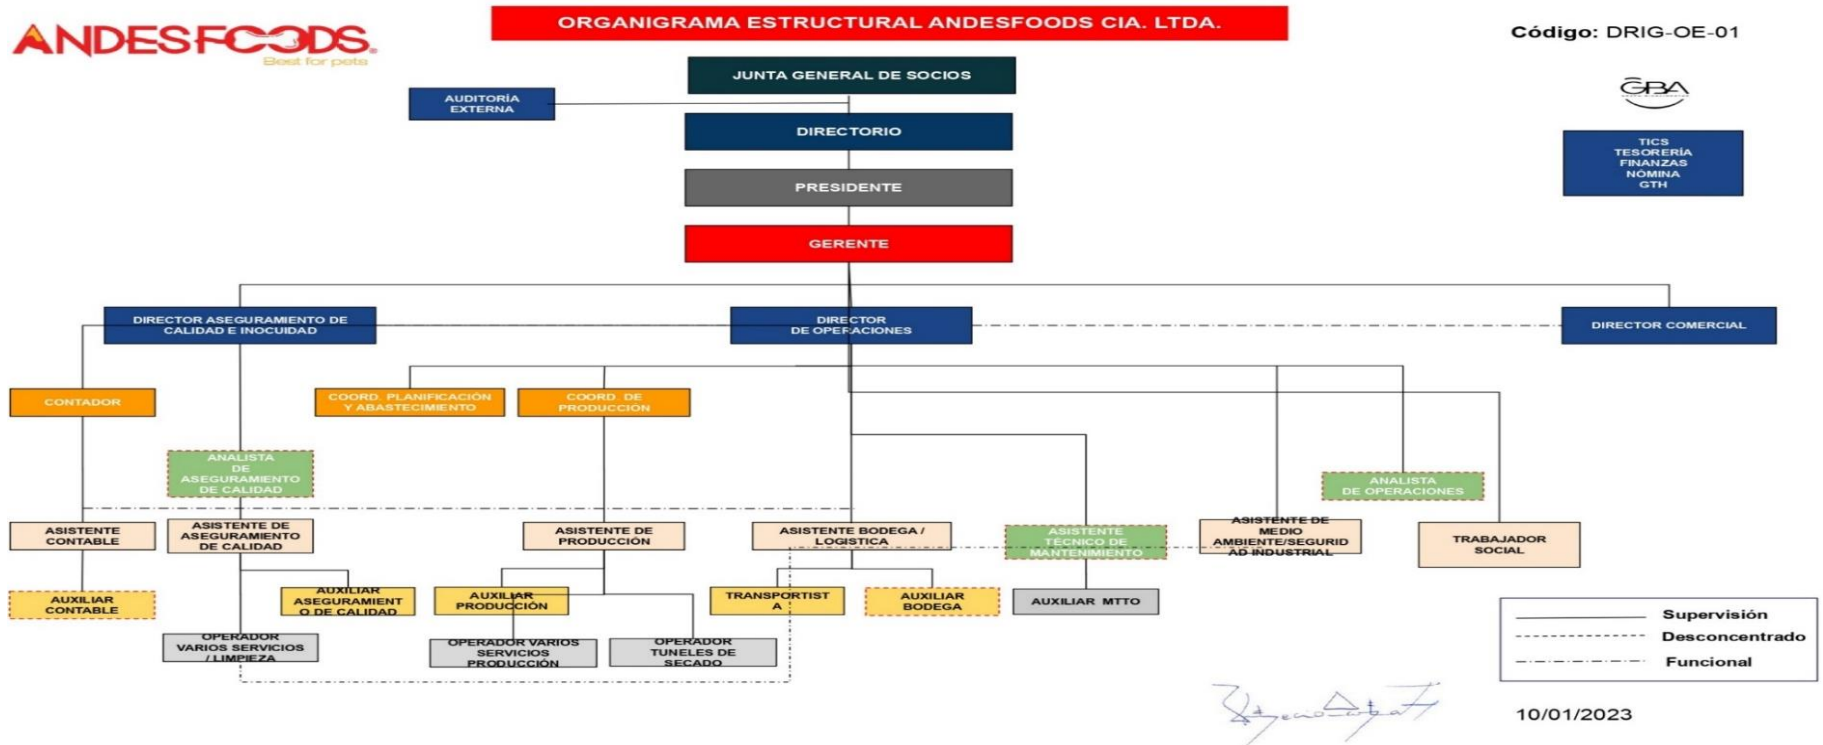 ORGANIGRAMA ESTRUCTURAL ANDESFOODS CIA. LTDA.
Código: DRIG-OE-01
ANDESFOODS
Best for pets
JUNTA GENERAL DE SOCIOS
AUDITORÍA
EXTERNA
GBA
DIRECTORIO
TICS
TESORERÍA
FINANZAS
NÓMINA
GTH
PRESIDENTE
GERENTE
DIRECTOR ASEGURAMIENTO DE
CALIDAD E INOCUIDAD
DIRECTOR
DE OPERACIONES
DIRECTOR COMERCIAL
CONTADOR
COORD. PLANIFICACIÓN
Y ABASTECIMIENTO
COORD. DE
PRODUCCIÓN
ANALISTA
DE
ASEGURAMIENTO
DE CALIDAD
ANALISTA
DE OPERACIONES
ASISTENTE
CONTABLE
ASISTENTE DE
ASEGURAMIENTO
DE CALIDAD
ASISTENTE DE
PRODUCCIÓN
ASISTENTE BODEGA /
LOGISTICA
ASISTENTE
TÉCNICO DE
MANTENIMIENTO
ASISTENTE DE
MEDIO
AMBIENTE/SEGURID
AD INDUSTRIAL
TRABAJADOR
SOCIAL
AUXILIAR
CONTABLE
AUXILIAR
ASEGURAMIENT
O DE CALIDAD
AUXILIAR
PRODUCCIÓN
TRANSPORTIST
A
AUXILIAR
BODEGA
AUXILIAR MTTO
OPERADOR
VARIOS SERVICIOS
/ LIMPIEZA
OPERADOR VARIOS
SERVICIOS
PRODUCCIÓN
OPERADOR
TUNELES DE
SECADO
Supervisión
Desconcentrado
Funcional
10/01/2023